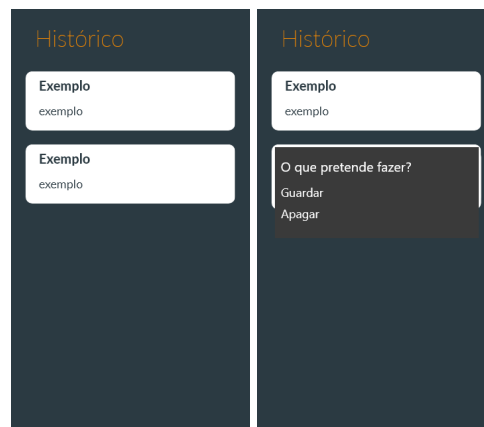 Histórico
Exemplo
exemplo
Exemplo
exemplo
Histórico
Exemplo
exemplo
O que pretende fazer?
Guardar
Apagar